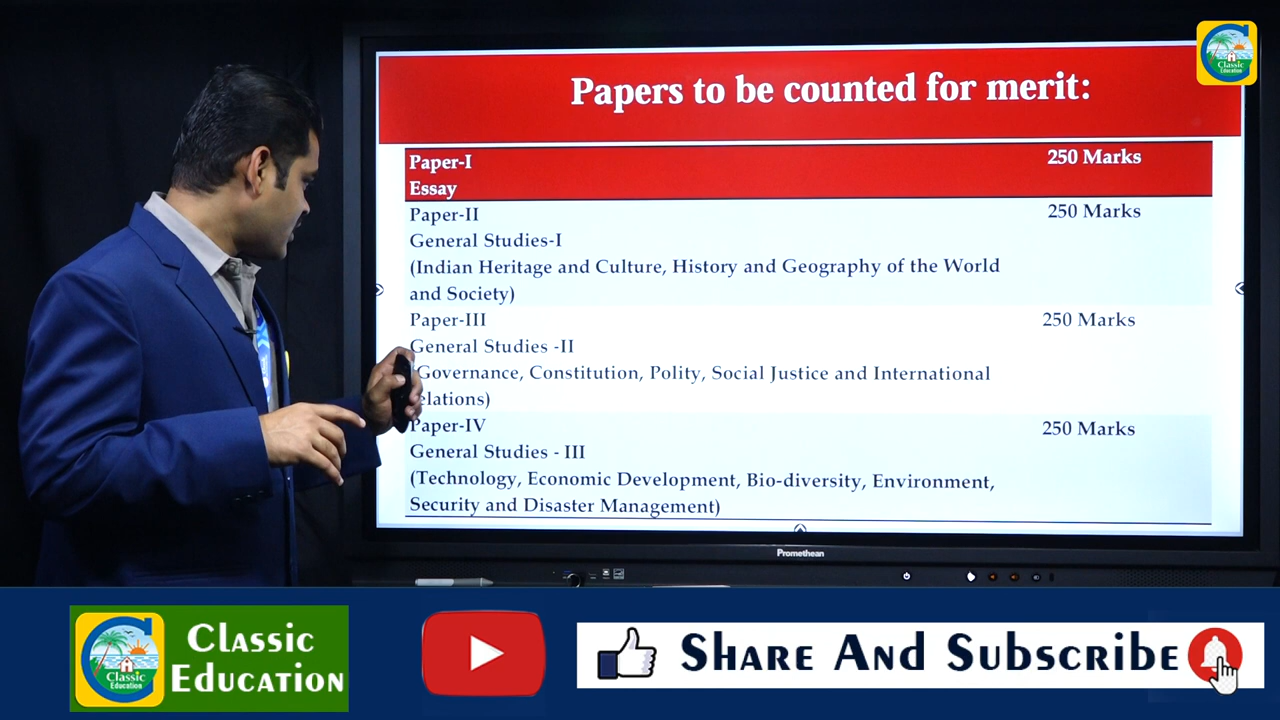 Classic
Education
Papers to be counted for merit:
Paper-I 250 Marks
Essay
Paper-II 250 Marks
General Studies-I
(Indian Heritage and Culture, History and Geography of the World
and Society)
Paper-III 250 Marks
General Studies -II
Governance, Constitution, Polity, Social Justice and International
elations)
Paper-IV 250 Marks
General Studies - III
(Technology, Economic Development, Bio-diversity, Environment,
Security and Disaster Management)
Promethean
Classic
Education
Classic
Education
Share And Subscribe